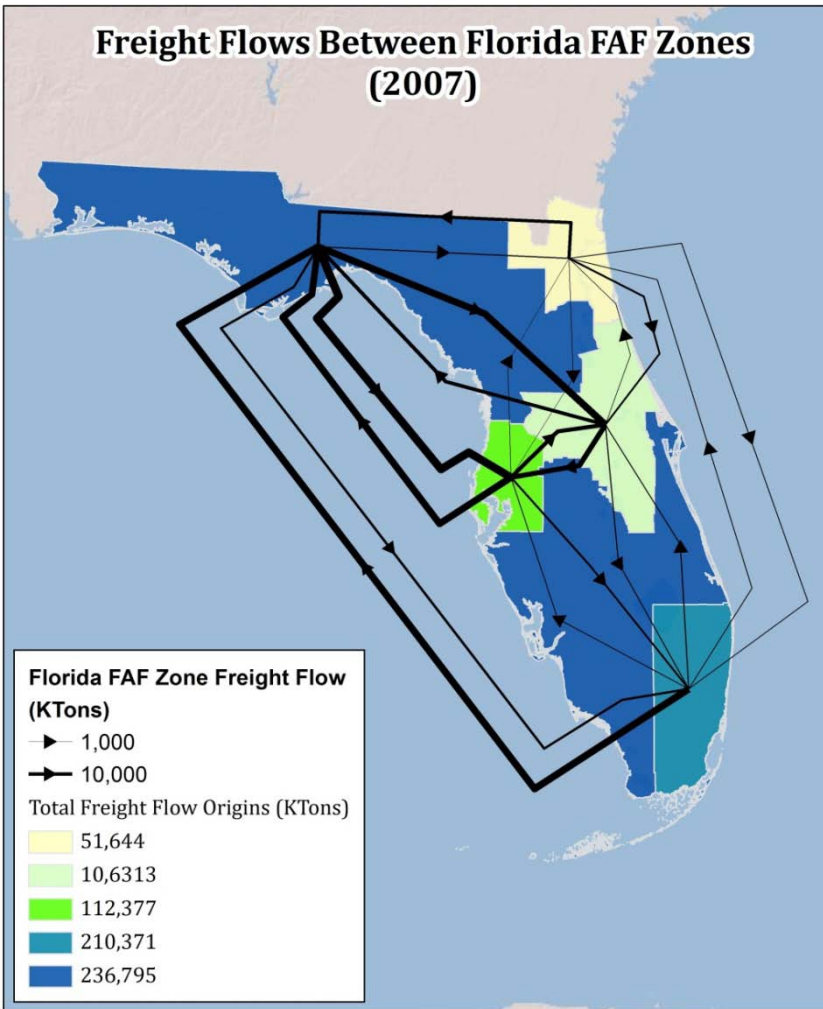 Freight Flows Between Florida FAF Zones
(2007)
Florida FAF Zone Freight Flow
(KTons)
1,000
10,000
Total Freight Flow Origins (KTons)
51,644
10,6313
112,377
210,371
236,795